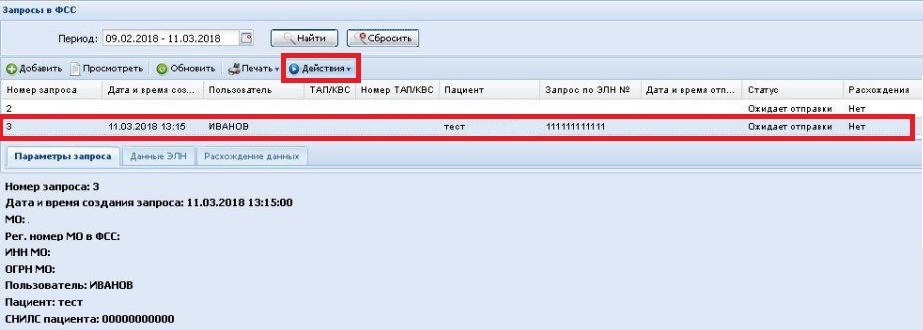 Запросы в ФСС
Период: 09.02.2018 - 11.03.2018 Найти Сбросить
Добавить Просмотреть Обновить Печать Действия
Номер запроса Дата и время соз... Пользователь ТАП/КВС Номер ТАП/КВС Пациент Запрос по ЭЛН № Дата и время отп... Статус Расхождения
2 Ожидает отправки Нет
3 11.03.2018 13:15 ИВАНОВ тест 111111111111 Ожидает отправки Нет
Параметры запроса Данные ЭЛН Расхождение данных
Номер запроса: 3
Дата и время создания запроса: 11.03.2018 13:15:00
МО: .
Рег. номер МО в ФСС:
ИНН МО:
ОГРН МО:
Пользователь: ИВАНОВ
Пациент: тест
СНИЛС пациента: 00000000000